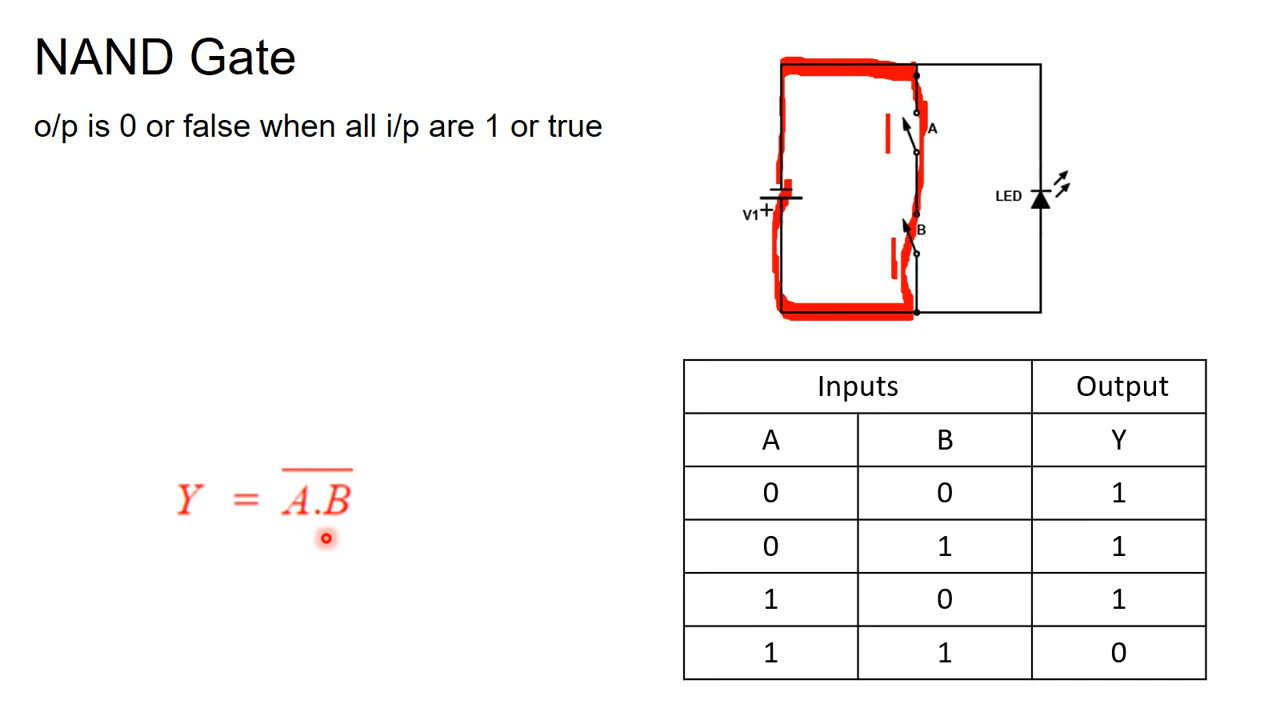 NAND Gate
o/p is 0 or false when all i/p are 1 or true
A
LED
V1+
B
Y = \overline{A.B}
Inputs Output
A B Y
0 0 1
0 1 1
1 0 1
1 1 0